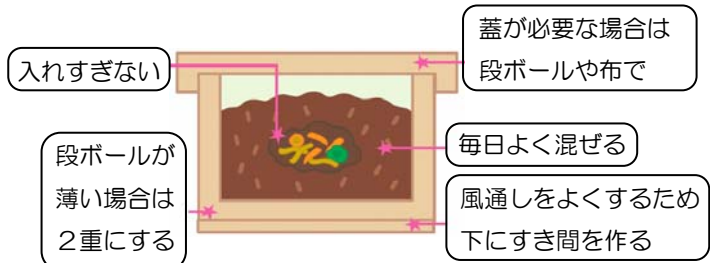 蓋が必要な場合は
段ボールや布で
入れすぎない
毎日よく混ぜる
段ボールが
薄い場合は
２重にする
風通しをよくするため
下にすき間を作る